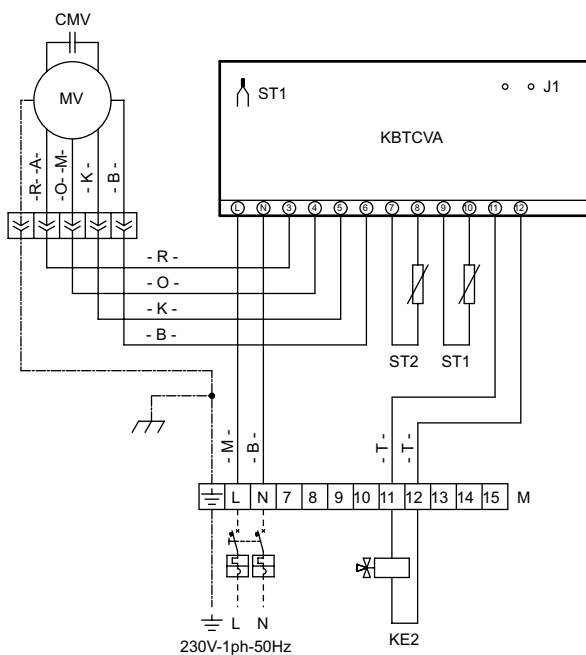 CMV
MV
ST1
J1
KBTCVA
-R- -A- -O- -M- -K- -B-
L N 3 4 5 6 7 8 9 10 11 12
- R -
- O -
- K -
- B -
ST2 ST1
- M - - B - - T - - T -
L N 7 8 9 10 11 12 13 14 15 M
L N
KE2
230V-1ph-50Hz